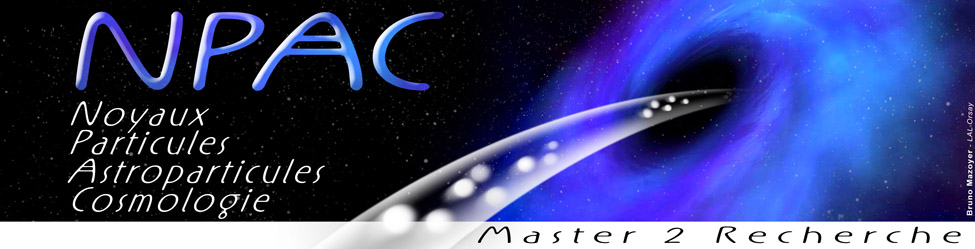 NPAC
Noyaux
Particules
Astroparticules
Cosmologie
Master 2 Recherche
Bruno Mazoyer - LAL-Orsay